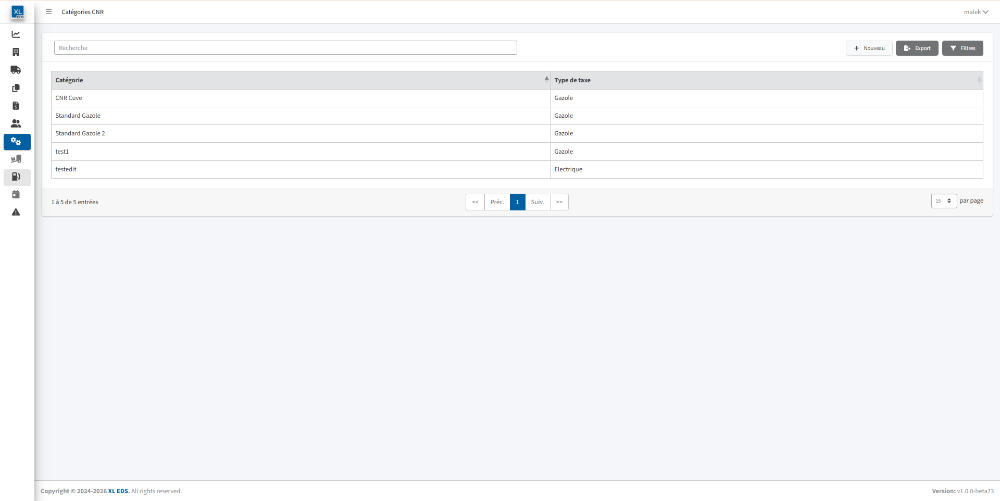 XL
EDS
Catégories CNR
malek
Recherche
Nouveau
Export
Filtres
Catégorie
Type de taxe
CNR Cuve
Gazole
Standard Gazole
Gazole
Standard Gazole 2
Gazole
test1
Gazole
testedit
Electrique
1 à 5 de 5 entrées
<< Préc. 1 Suiv. >>
15 par page
Copyright © 2024-2026 XL EDS. All rights reserved.
Version: v1.0.0-beta73